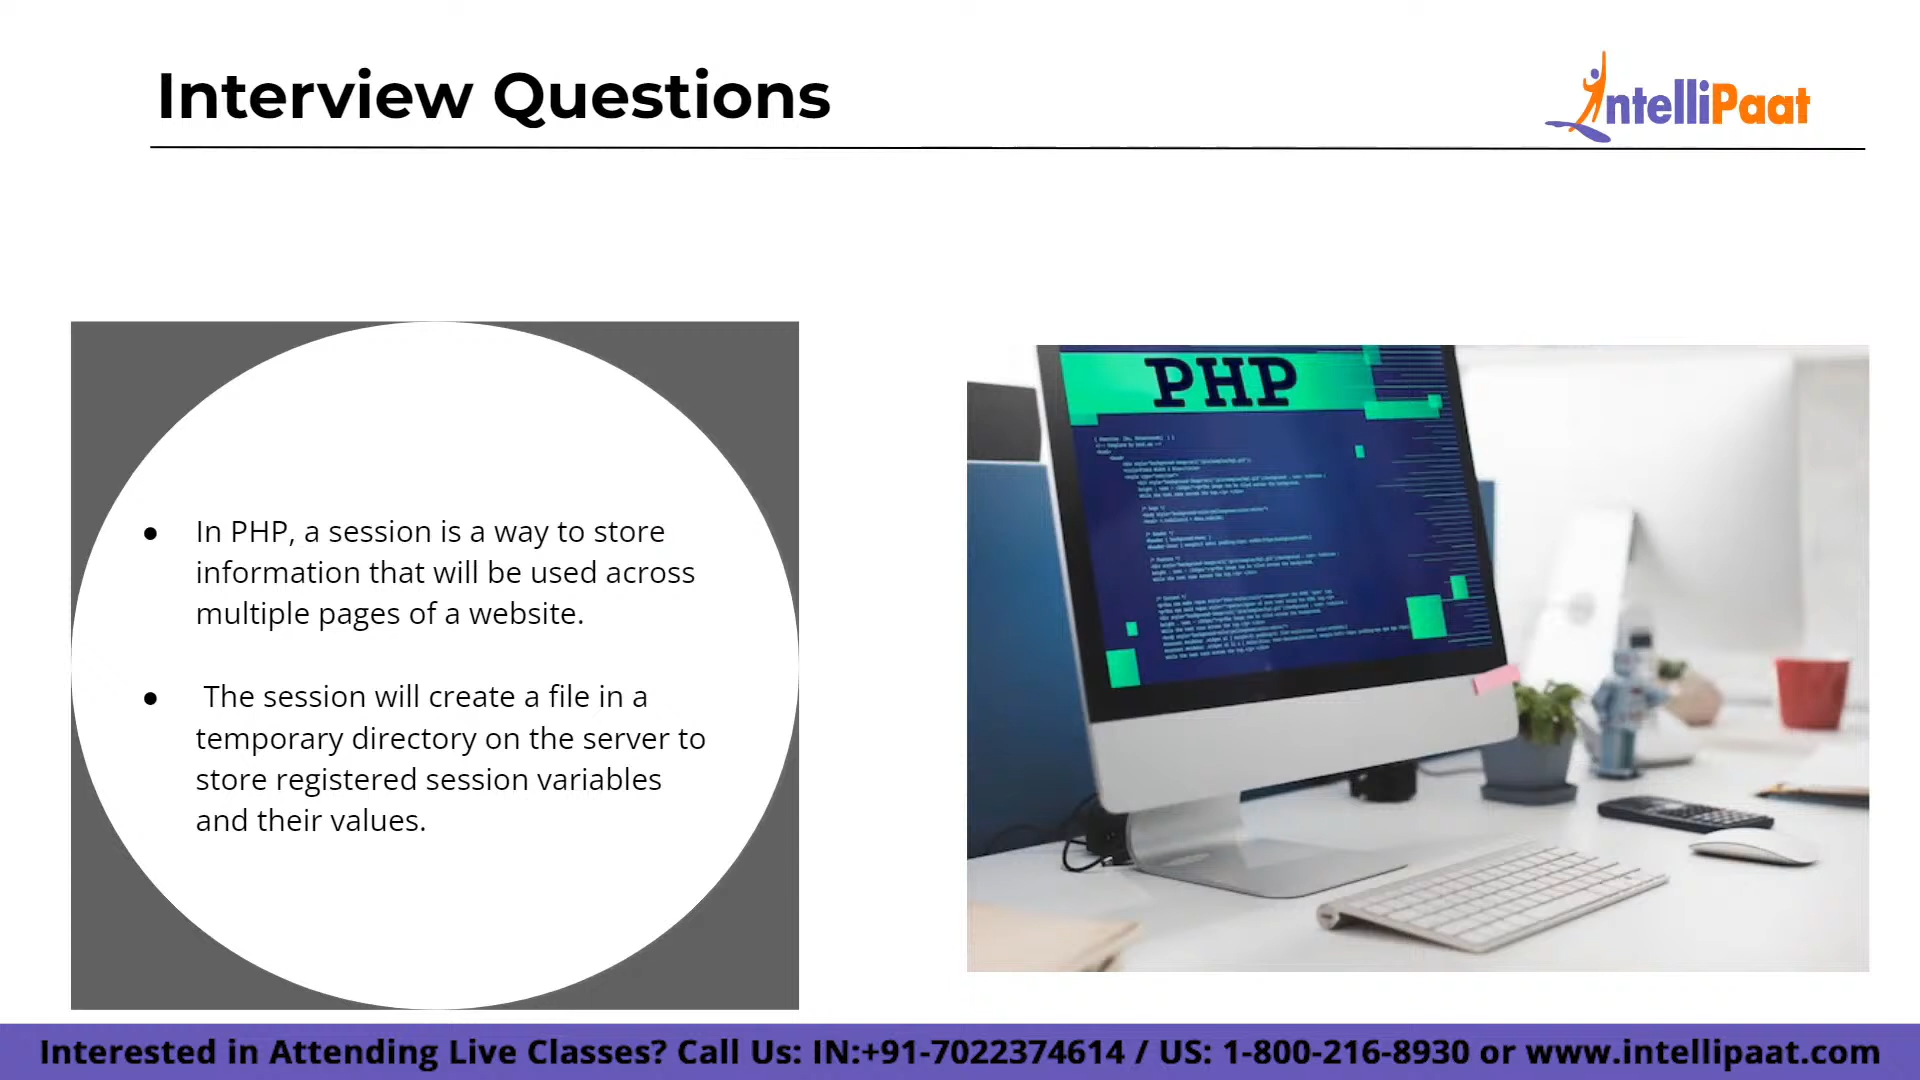 Interview Questions
IntelliPaat
● In PHP, a session is a way to store
information that will be used across
multiple pages of a website.
● The session will create a file in a
temporary directory on the server to
store registered session variables
and their values.
PHP
Interested in Attending Live Classes? Call Us: IN:+91-7022374614 / US: 1-800-216-8930 or www.intellipaat.com